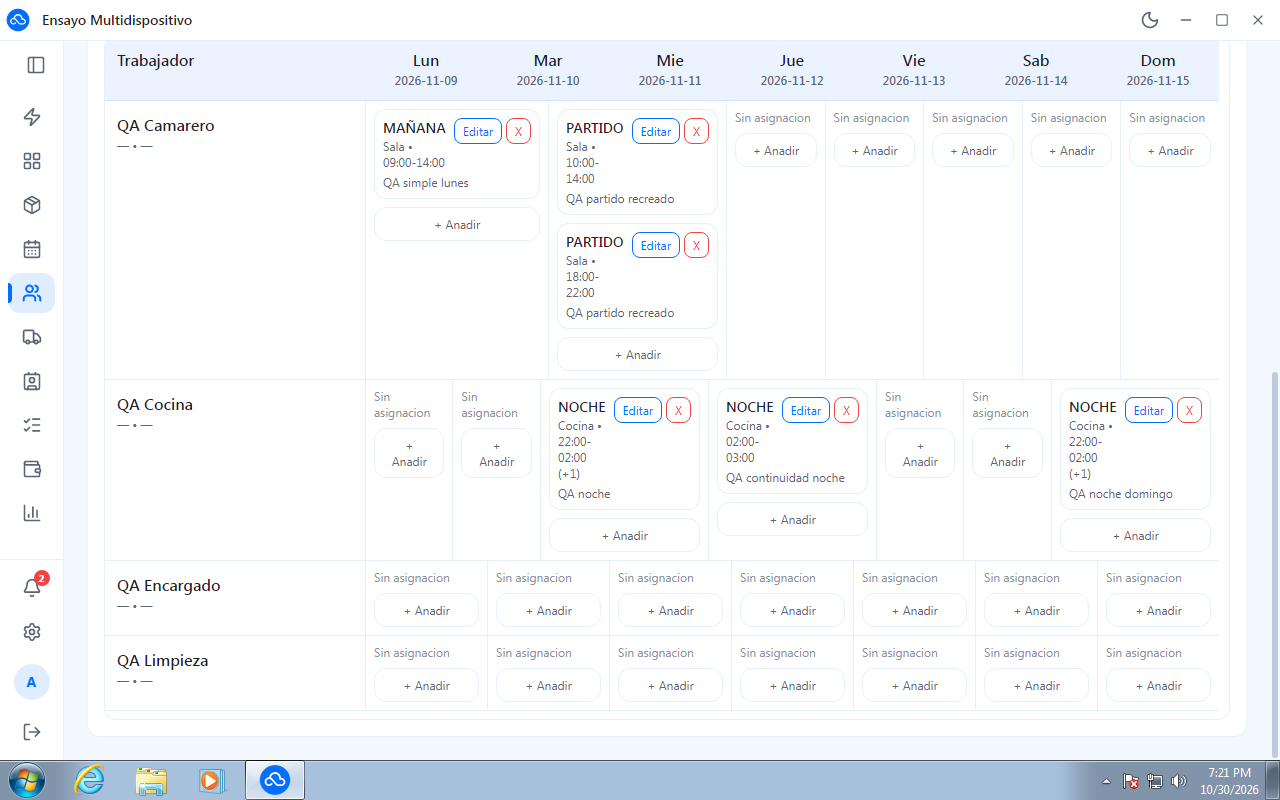 Ensayo Multidispositivo
Trabajador
Lun
2026-11-09
Mar
2026-11-10
Mie
2026-11-11
Jue
2026-11-12
Vie
2026-11-13
Sab
2026-11-14
Dom
2026-11-15
QA Camarero
— • —
MAÑANA
Editar
X
Sala •
09:00-14:00
QA simple lunes
+ Anadir
PARTIDO
Editar
X
Sala •
10:00-
14:00
QA partido recreado
PARTIDO
Editar
X
Sala •
18:00-
22:00
QA partido recreado
+ Anadir
Sin asignacion
+ Anadir
Sin asignacion
+ Anadir
Sin asignacion
+ Anadir
Sin asignacion
+ Anadir
Sin asignacion
+ Anadir
QA Cocina
— • —
Sin
asignacion
+
Anadir
Sin
asignacion
+
Anadir
NOCHE
Editar
X
Cocina •
22:00-
02:00
(+1)
QA noche
+ Anadir
NOCHE
Editar
X
Cocina •
02:00-
03:00
QA continuidad noche
+ Anadir
Sin
asignacion
+
Anadir
Sin
asignacion
+
Anadir
NOCHE
Editar
X
Cocina •
22:00-
02:00
(+1)
QA noche domingo
+ Anadir
QA Encargado
— • —
Sin asignacion
+ Anadir
Sin asignacion
+ Anadir
Sin asignacion
+ Anadir
Sin asignacion
+ Anadir
Sin asignacion
+ Anadir
Sin asignacion
+ Anadir
Sin asignacion
+ Anadir
QA Limpieza
— • —
Sin asignacion
+ Anadir
Sin asignacion
+ Anadir
Sin asignacion
+ Anadir
Sin asignacion
+ Anadir
Sin asignacion
+ Anadir
Sin asignacion
+ Anadir
Sin asignacion
+ Anadir
2
A
7:21 PM
10/30/2026